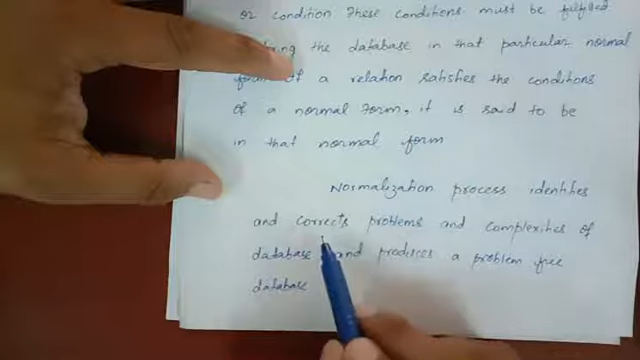 or condition These conditions must be fulfilled
the database in that particular normal
of a relation satisfies the conditions
of a normal form, it is said to be
in that normal form
Normalization process identifies
and corrects problems and complexities of
database and produces a problem free
database